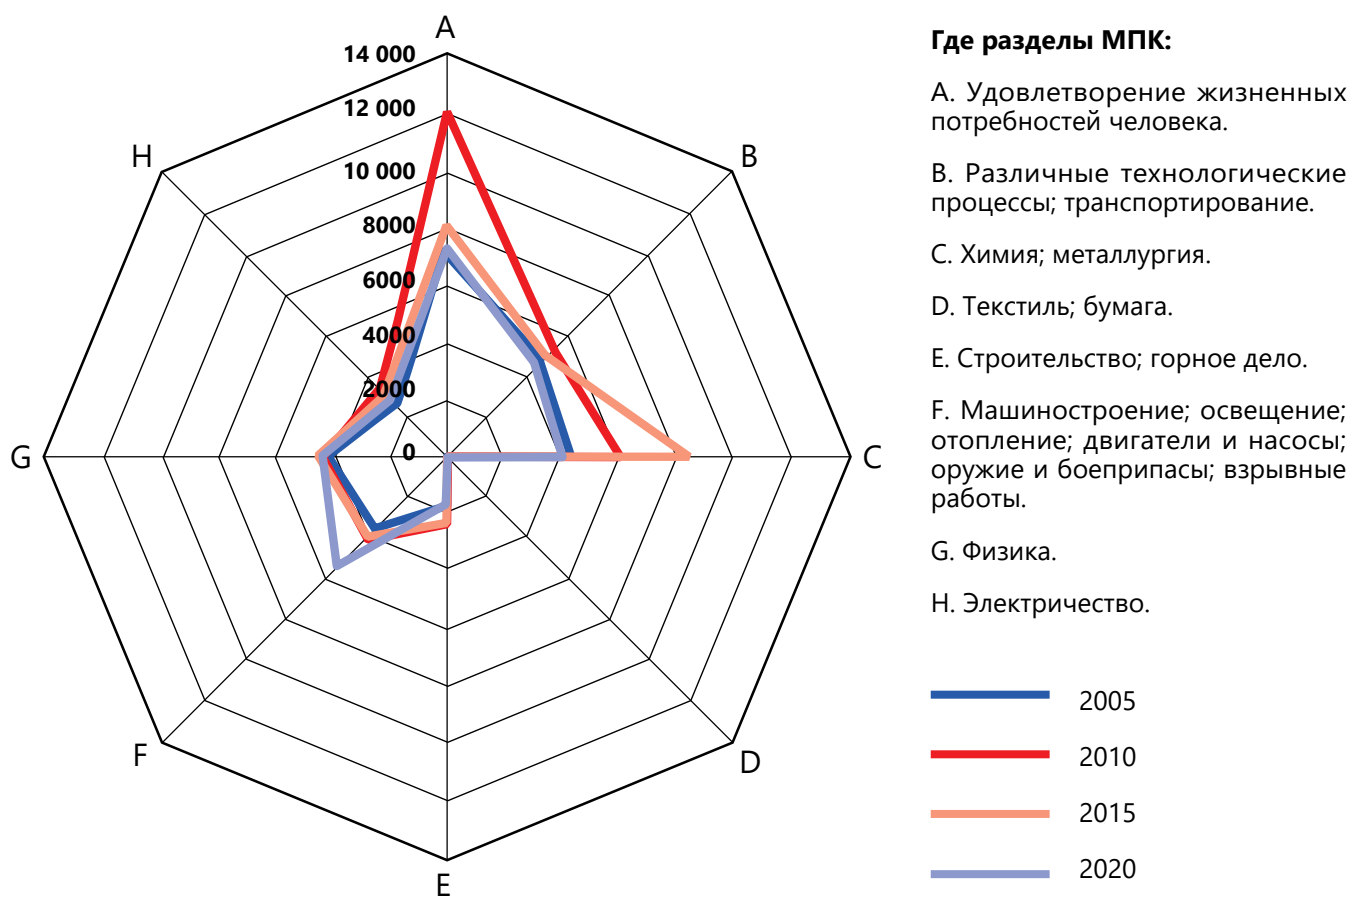 A
14 000
12 000
10 000
8000
6000
4000
2000
0
B
C
D
E
F
G
H
Где разделы МПК:
A. Удовлетворение жизненных
потребностей человека.
B. Различные технологические
процессы; транспортирование.
C. Химия; металлургия.
D. Текстиль; бумага.
E. Строительство; горное дело.
F. Машиностроение; освещение;
отопление; двигатели и насосы;
оружие и боеприпасы; взрывные
работы.
G. Физика.
H. Электричество.
2005
2010
2015
2020